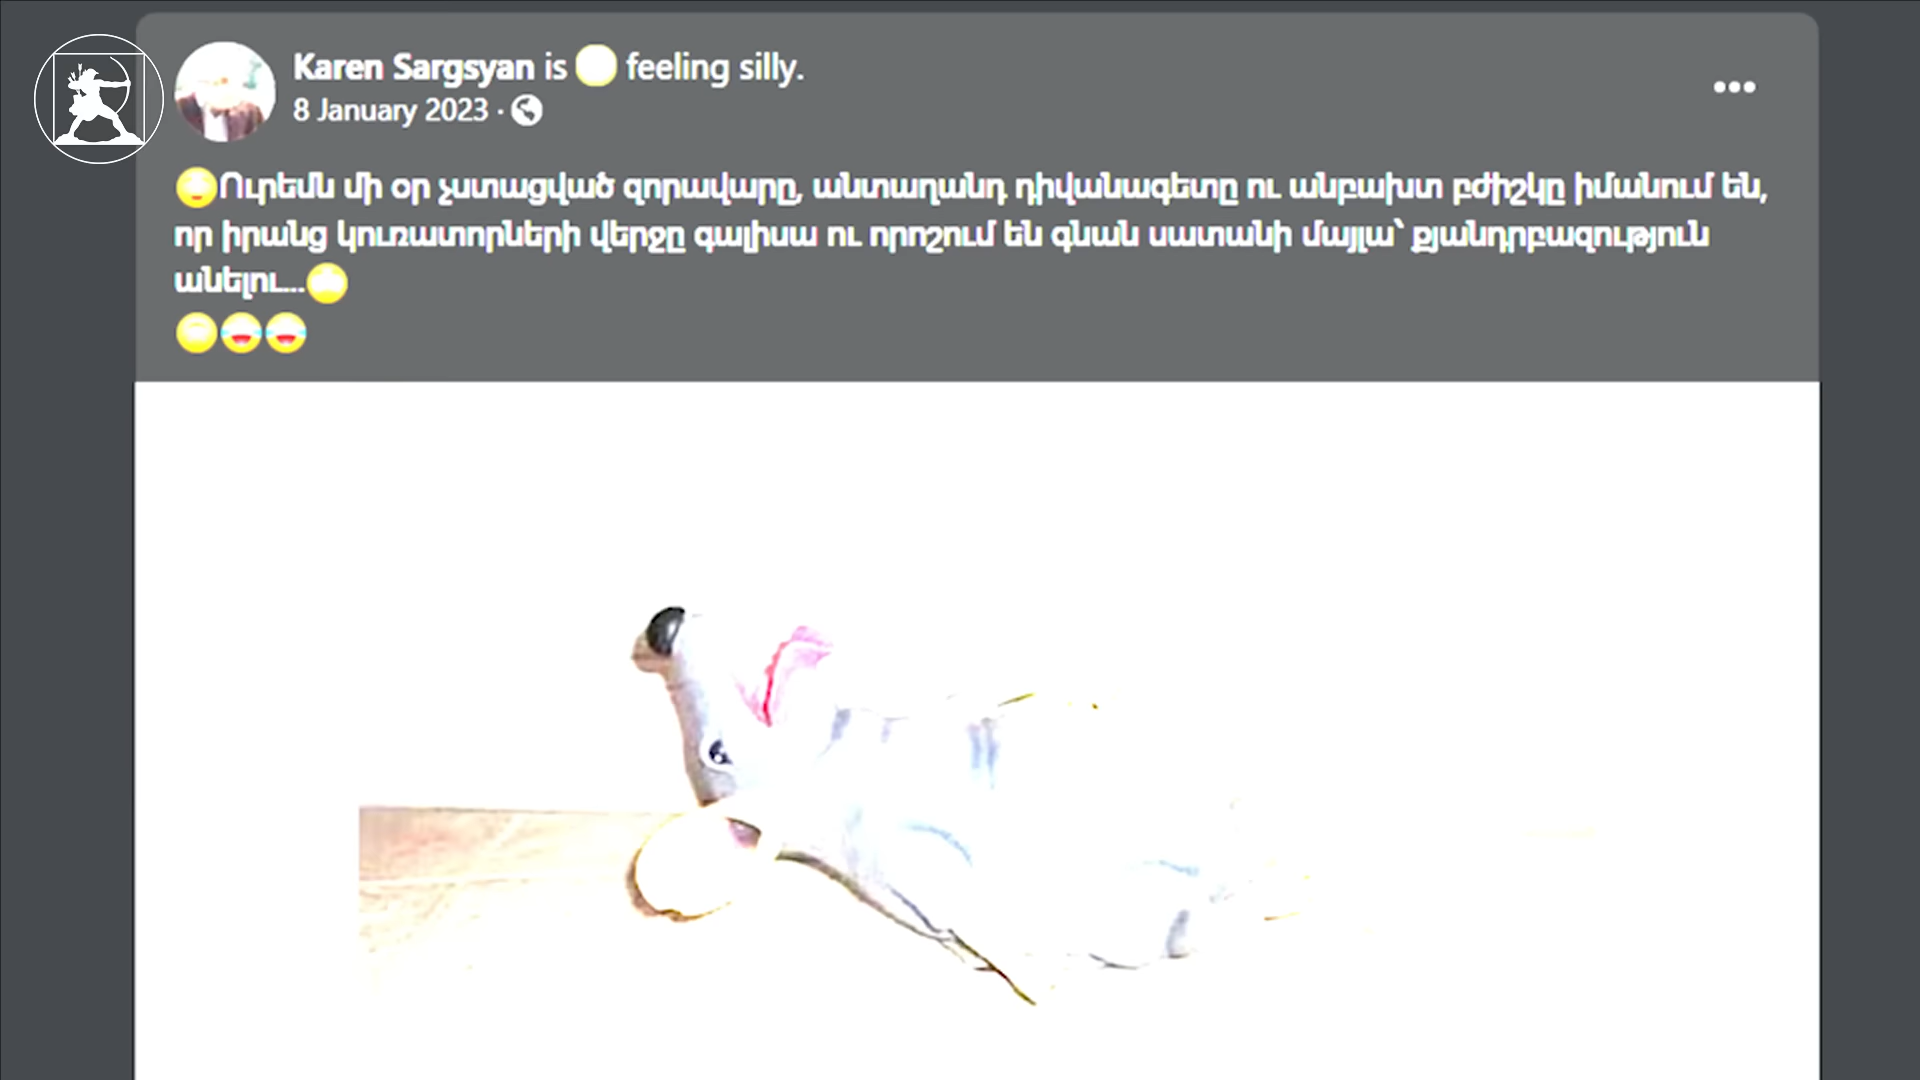 Karen Sargsyan is feeling silly.
8 January 2023 ·
Ուրեմն մի օր չստացված զորավարը, անտաղանդ դիվանագետը ու անբախտ բժիշկը իմանում են,
որ իրանց կուռատորների վերջը գալիսա ու որոշում են գնան սատանի մայլա՝ քյանդրբազություն
անելու...